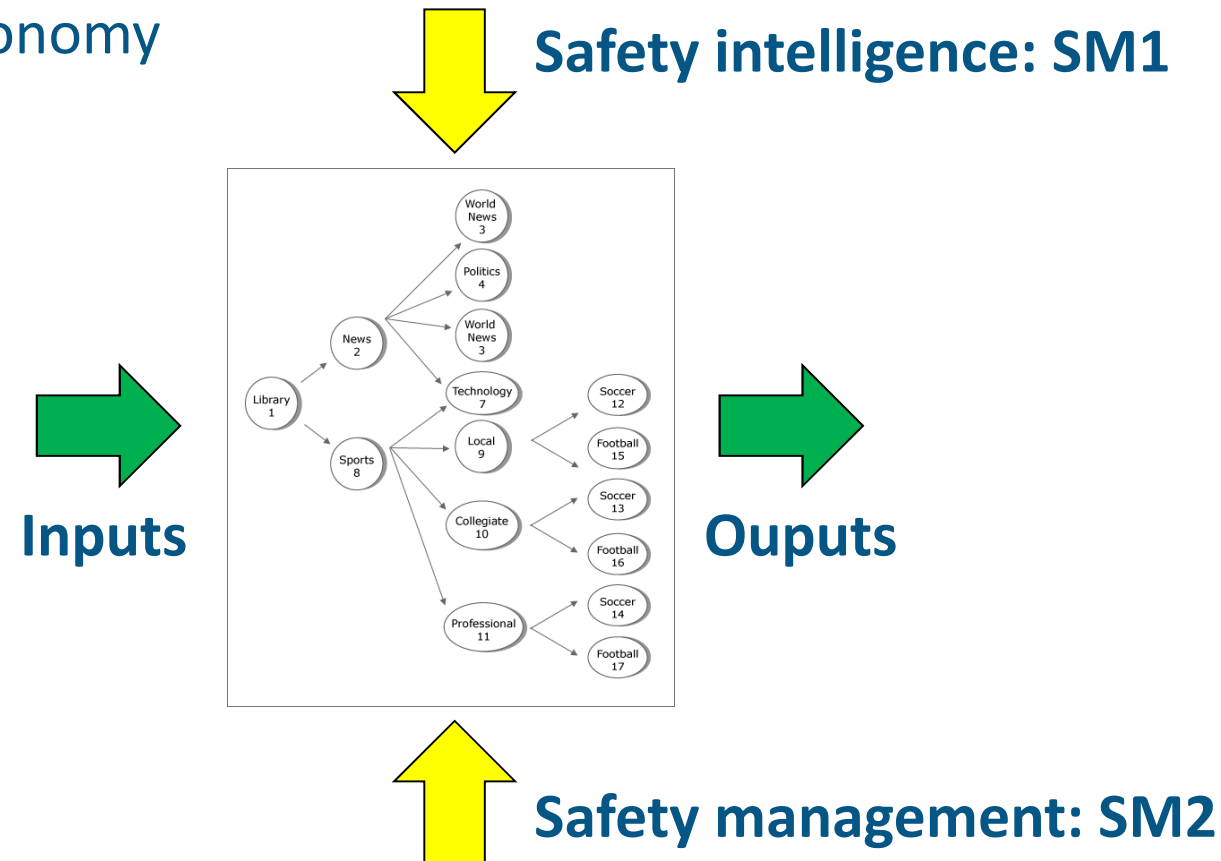 onomy
Safety intelligence: SM1
World
News
3
Politics
4
World
News
3
News
2
Library
1
Technology
7
Soccer
12
Local
9
Football
15
Sports
8
Soccer
13
Collegiate
10
Football
16
Soccer
14
Professional
11
Football
17
Inputs
Ouputs
Safety management: SM2